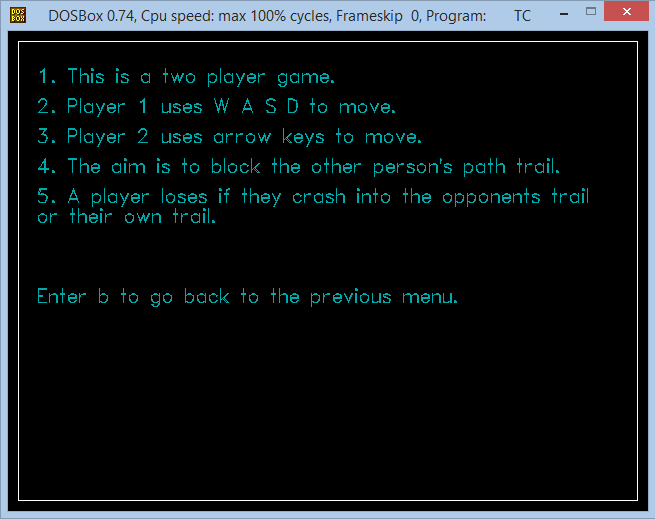 DOS
BOX
DOSBox 0.74, Cpu speed: max 100% cycles, Frameskip 0, Program: TC
1. This is a two player game.
2. Player 1 uses W A S D to move.
3. Player 2 uses arrow keys to move.
4. The aim is to block the other person's path trail.
5. A player loses if they crash into the opponents trail
or their own trail.
Enter b to go back to the previous menu.